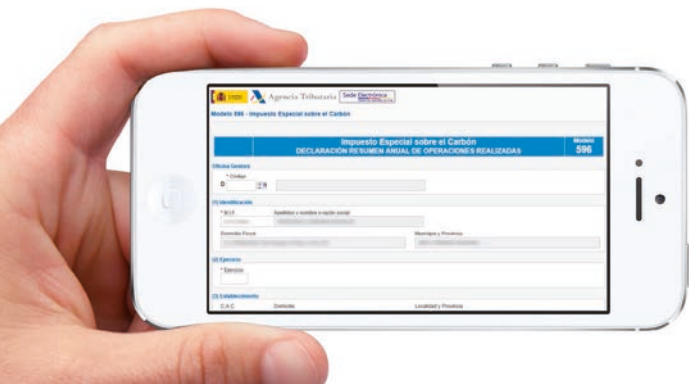 Agencia Tributaria Sede Electrónica
Modelo 596 - Impuesto Especial sobre el Carbón
Impuesto Especial sobre el Carbón Modelo
DECLARACIÓN RESUMEN ANUAL DE OPERACIONES REALIZADAS 596
Oficina Gestora
* Código
D
(1) Identificación
* N.I.F. Apellidos y nombre o razón social
Domicilio Fiscal Municipio y Provincia
(2) Ejercicio
* Ejercicio
(3) Establecimiento
C.A.C. Domicilio Localidad y Provincia